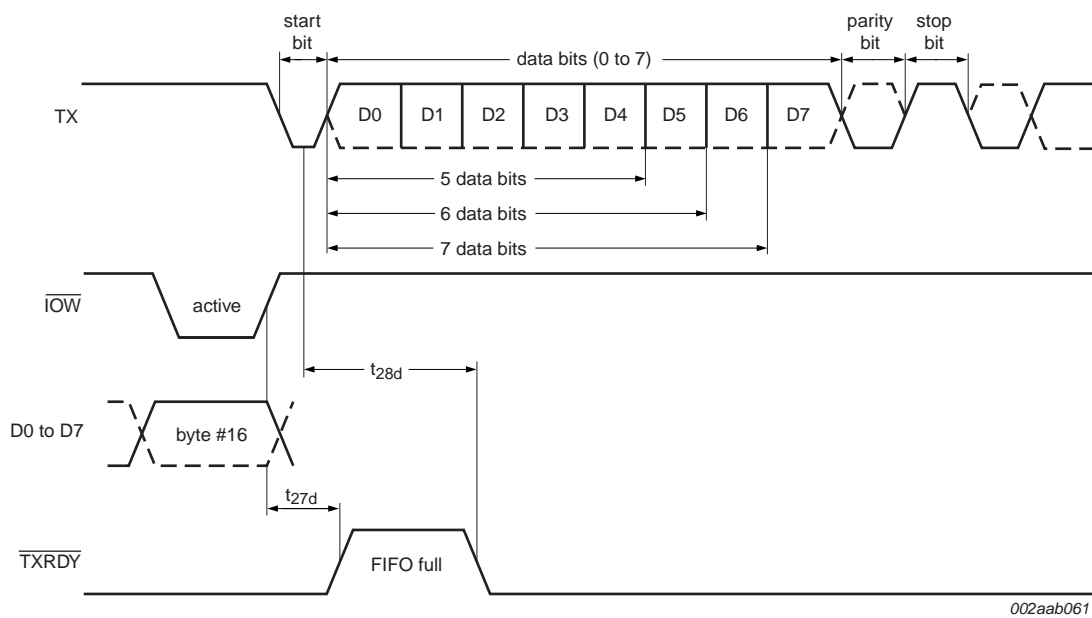 start
bit
data bits (0 to 7)
parity
bit
stop
bit
TX
D0
D1
D2
D3
D4
D5
D6
D7
5 data bits
6 data bits
7 data bits
IOW
active
t28d
D0 to D7
byte #16
t27d
TXRDY
FIFO full
002aab061